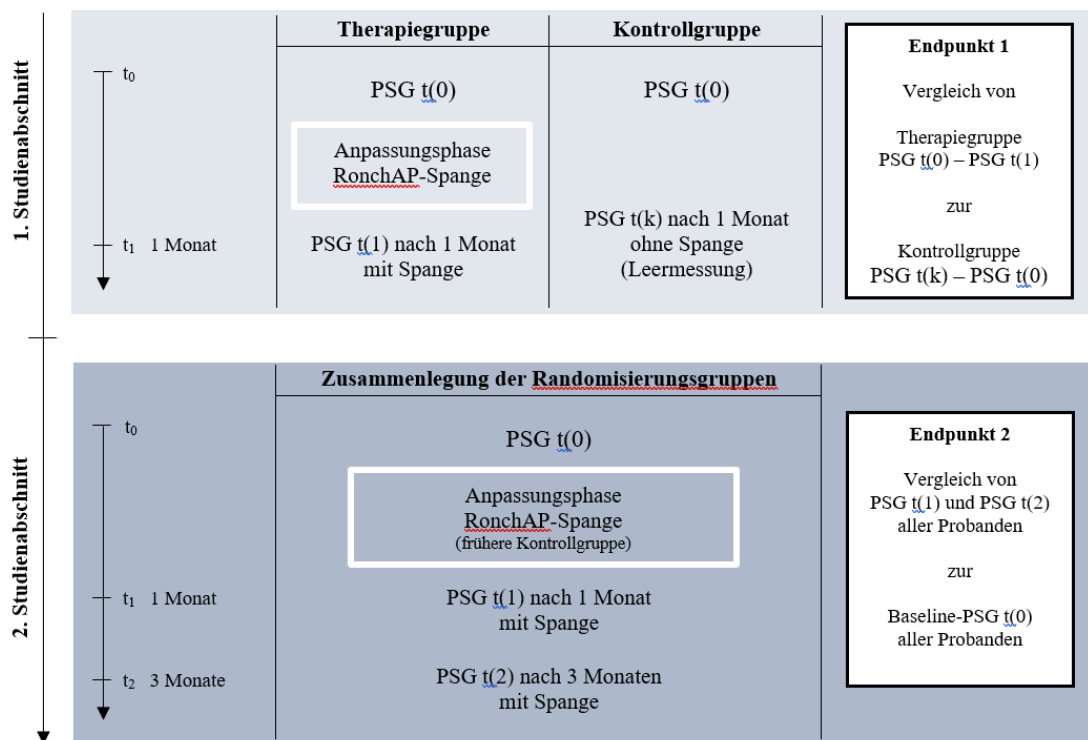 1. Studienabschnitt
Therapiegruppe
Kontrollgruppe
t0
PSG t(0)
PSG t(0)
Anpassungsphase
RonchAP-Spange
t1 1 Monat
PSG t(1) nach 1 Monat
mit Spange
PSG t(k) nach 1 Monat
ohne Spange
(Leermessung)
Endpunkt 1
Vergleich von
Therapiegruppe
PSG t(0) – PSG t(1)
zur
Kontrollgruppe
PSG t(k) – PSG t(0)
2. Studienabschnitt
Zusammenlegung der Randomisierungsgruppen
t0
PSG t(0)
Anpassungsphase
RonchAP-Spange
(frühere Kontrollgruppe)
t1 1 Monat
PSG t(1) nach 1 Monat
mit Spange
t2 3 Monate
PSG t(2) nach 3 Monaten
mit Spange
Endpunkt 2
Vergleich von
PSG t(1) und PSG t(2)
aller Probanden
zur
Baseline-PSG t(0)
aller Probanden